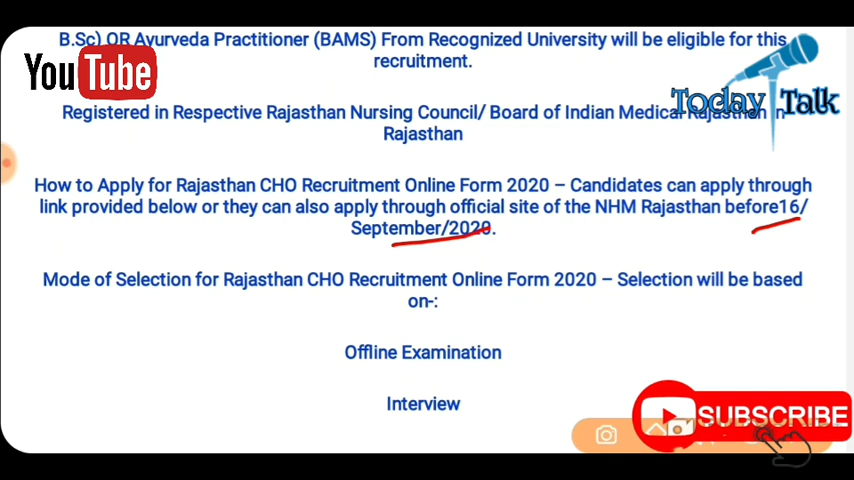 B.Sc) OR Ayurveda Practitioner (BAMS) From Recognized University will be eligible for this
recruitment.
YouTube
Today Talk
Registered in Respective Rajasthan Nursing Council/ Board of Indian Medical Rajasthan in
Rajasthan
How to Apply for Rajasthan CHO Recruitment Online Form 2020 – Candidates can apply through
link provided below or they can also apply through official site of the NHM Rajasthan before16/
September/2020.
Mode of Selection for Rajasthan CHO Recruitment Online Form 2020 – Selection will be based
on-:
Offline Examination
Interview
SUBSCRIBE